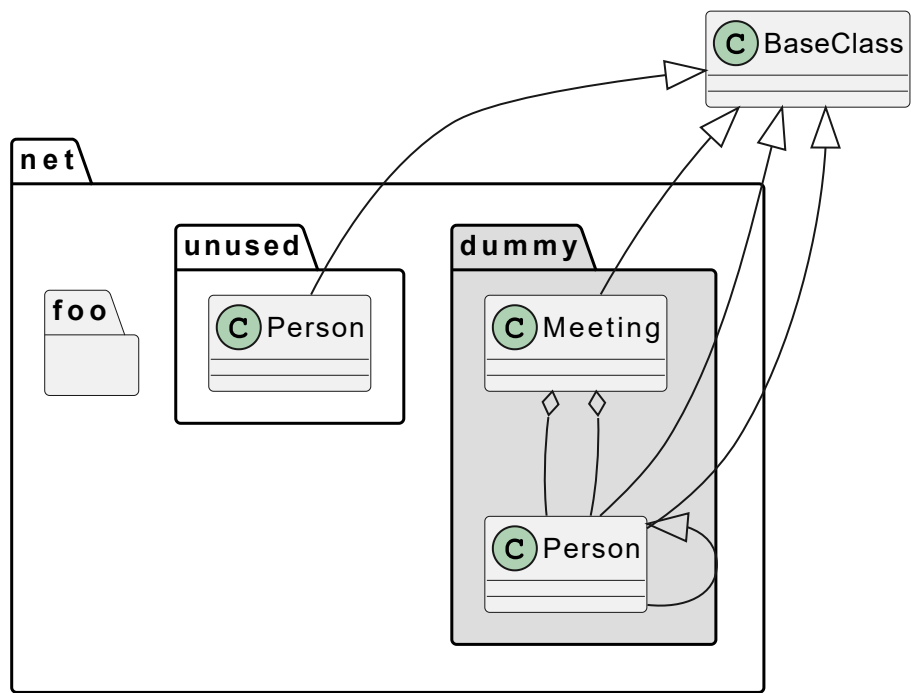 C BaseClass
net
unused
dummy
foo
C Person
C Meeting
C Person